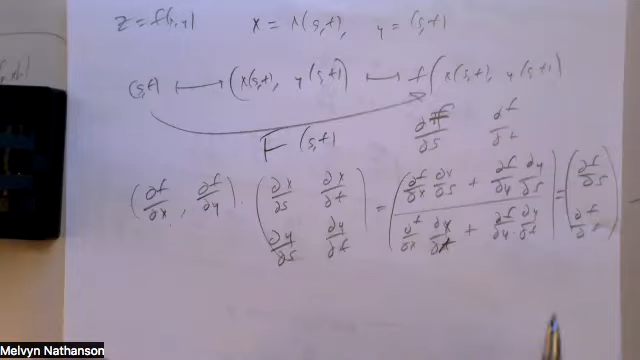 z = f(x,y)   x = x(s,t),   y = (s,t)
(s,t) ⟼ (x(s,t), y(s,t)) ⟼ f(x(s,t), y(s,t))
F(s,t)   ∂f/∂s   ∂f/∂t
(∂f/∂x, ∂f/∂y) · (∂x/∂s ∂x/∂t ; ∂y/∂s ∂y/∂t) = (∂f/∂x ∂x/∂s + ∂f/∂y ∂y/∂s ; ∂f/∂x ∂x/∂t + ∂f/∂y · ∂y/∂t) = (∂f/∂s ; ∂f/∂t)
Melvyn Nathanson